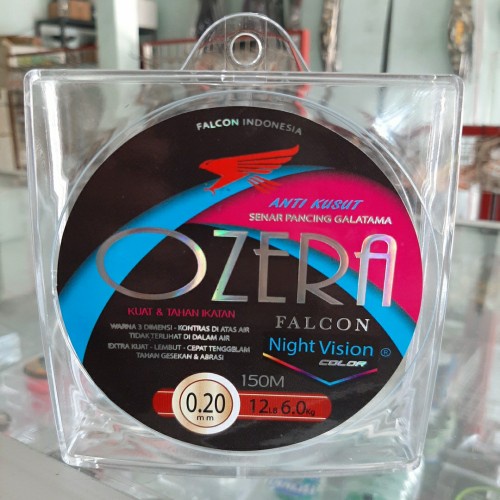 FALCON INDONESIA
ANTI KUSUT
SENAR PANCING GALATAMA
OZERA
KUAT & TAHAN IKATAN
FALCON
WARNA 3 DIMENSI - KONTRAS DI ATAS AIR
TIDAK TERLIHAT DI DALAM AIR
Night Vision ®
COLOR
EXTRA KUAT - LEMBUT - CEPAT TENGGELAM
TAHAN GESEKAN & ABRASI
150M
0.20
mm
12LB 6.0Kg